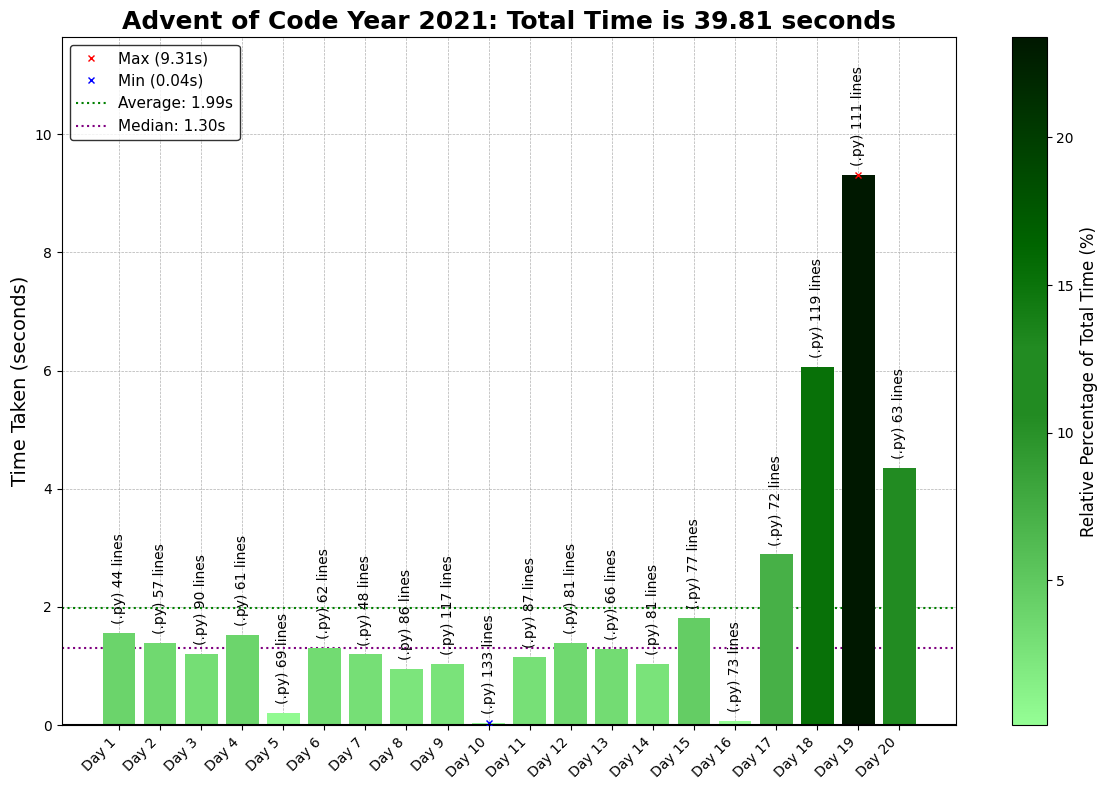 Advent of Code Year 2021: Total Time is 39.81 seconds
Max (9.31s)
Min (0.04s)
Average: 1.99s
Median: 1.30s
Time Taken (seconds)
10
8
6
4
2
0
(.py) 44 lines
(.py) 57 lines
(.py) 90 lines
(.py) 61 lines
(.py) 69 lines
(.py) 62 lines
(.py) 48 lines
(.py) 86 lines
(.py) 117 lines
(.py) 133 lines
(.py) 87 lines
(.py) 81 lines
(.py) 66 lines
(.py) 81 lines
(.py) 77 lines
(.py) 73 lines
(.py) 72 lines
(.py) 119 lines
(.py) 111 lines
(.py) 63 lines
Day 1
Day 2
Day 3
Day 4
Day 5
Day 6
Day 7
Day 8
Day 9
Day 10
Day 11
Day 12
Day 13
Day 14
Day 15
Day 16
Day 17
Day 18
Day 19
Day 20
20
15
10
5
Relative Percentage of Total Time (%)